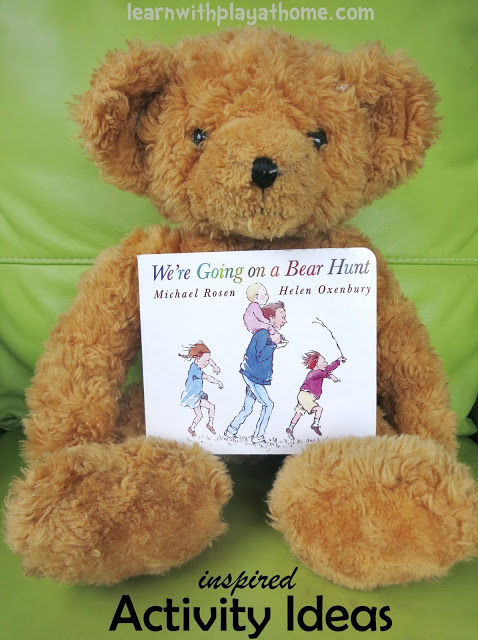 learnwithplayathome.com
We're Going on a Bear Hunt
Michael Rosen Helen Oxenbury
inspired
Activity Ideas